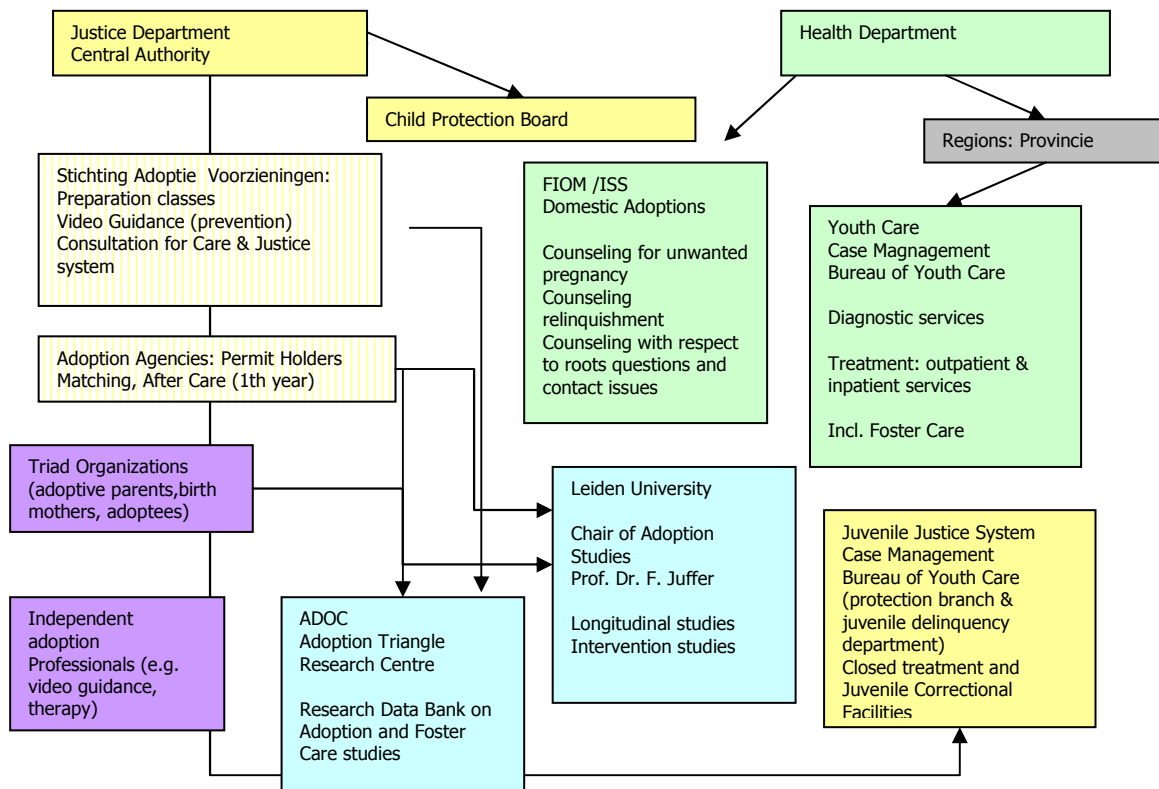 Justice Department
Central Authority
Health Department
Child Protection Board
Regions: Provincie
Stichting Adoptie Voorzieningen:
Preparation classes
Video Guidance (prevention)
Consultation for Care & Justice
system
FIOM /ISS
Domestic Adoptions
Counseling for unwanted
pregnancy
Counseling
relinquishment
Counseling with respect
to roots questions and
contact issues
Youth Care
Case Magnagement
Bureau of Youth Care
Diagnostic services
Treatment: outpatient &
inpatient services
Incl. Foster Care
Adoption Agencies: Permit Holders
Matching, After Care (1th year)
Triad Organizations
(adoptive parents,birth
mothers, adoptees)
Leiden University
Chair of Adoption
Studies
Prof. Dr. F. Juffer
Longitudinal studies
Intervention studies
Juvenile Justice System
Case Management
Bureau of Youth Care
(protection branch &
juvenile delinquency
department)
Closed treatment and
Juvenile Correctional
Facilities
Independent
adoption
Professionals (e.g.
video guidance,
therapy)
ADOC
Adoption Triangle
Research Centre
Research Data Bank on
Adoption and Foster
Care studies